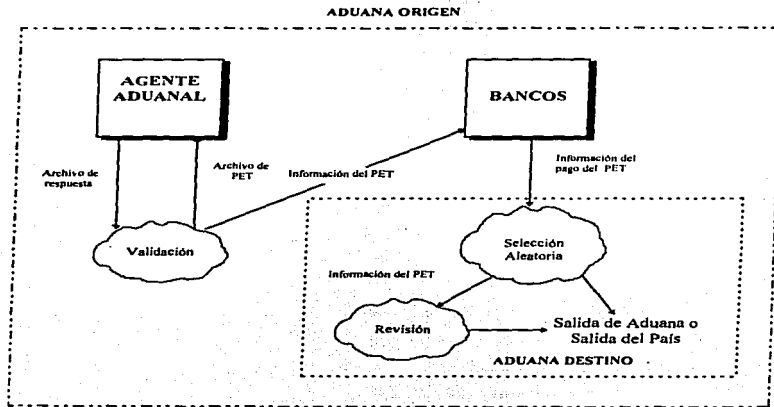 ADUANA ORIGEN
AGENTE
ADUANAL
BANCOS
Archivo de
respuesta
Archivo de
PET
Información del PET
Información del
pago del PET
Validación
Selección
Aleatoria
Información del PET
Revisión
Salida de Aduana o
Salida del País
ADUANA DESTINO